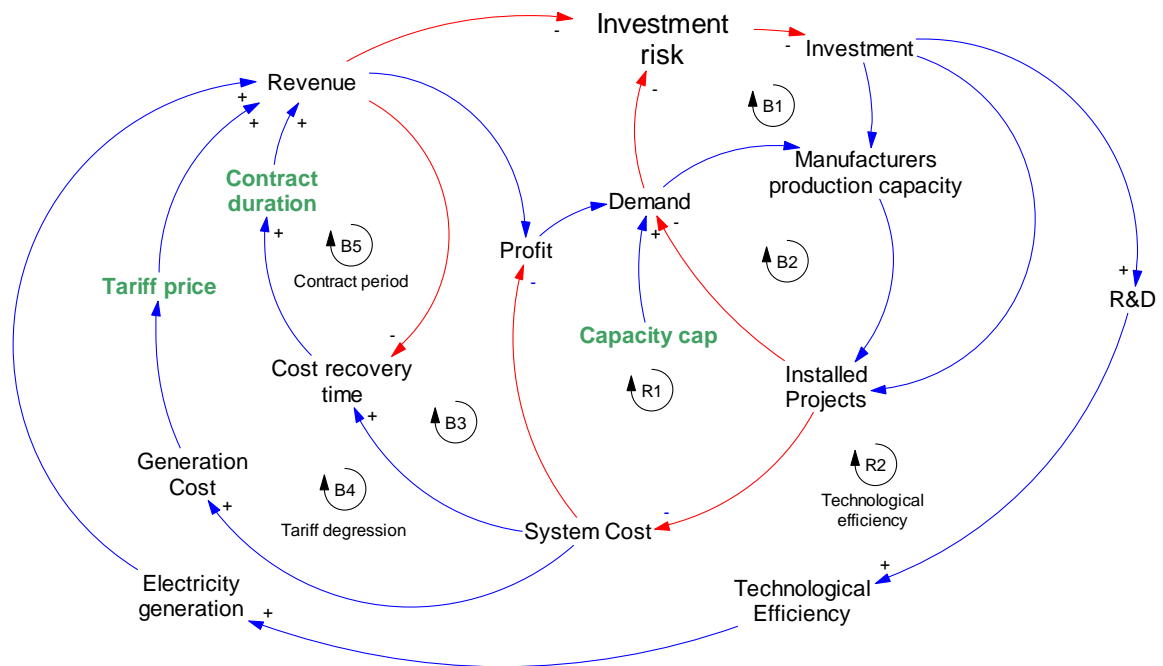 Investment
risk
-
-
Investment
Revenue
+
+
+
-
B1
Manufacturers
production capacity
Contract
duration
+
Demand
-
+
B5
Contract period
Profit
-
B2
+
R&D
Tariff price
Capacity cap
-
Cost recovery
time
+
R1
Installed
Projects
B3
Generation
Cost
+
B4
Tariff degression
R2
Technological
efficiency
-
System Cost
Electricity
generation
+
Technological
Efficiency
+